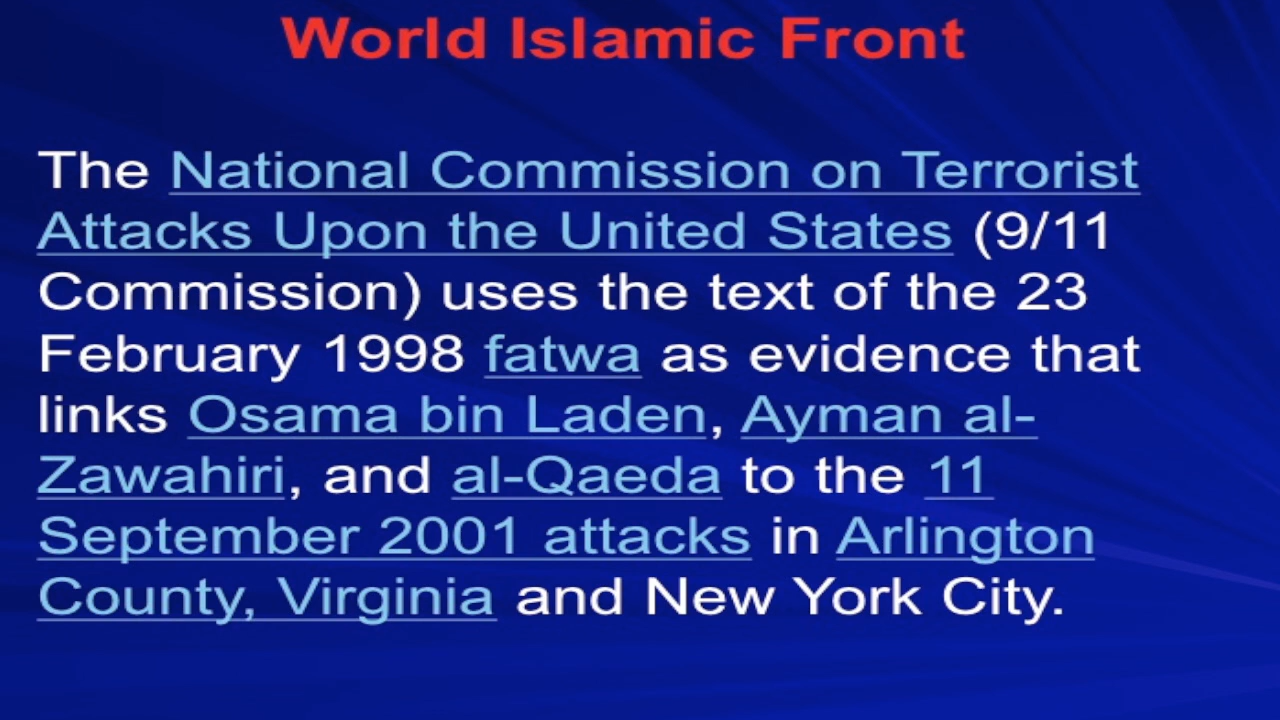 World Islamic Front
The National Commission on Terrorist
Attacks Upon the United States (9/11
Commission) uses the text of the 23
February 1998 fatwa as evidence that
links Osama bin Laden, Ayman al-
Zawahiri, and al-Qaeda to the 11
September 2001 attacks in Arlington
County, Virginia and New York City.